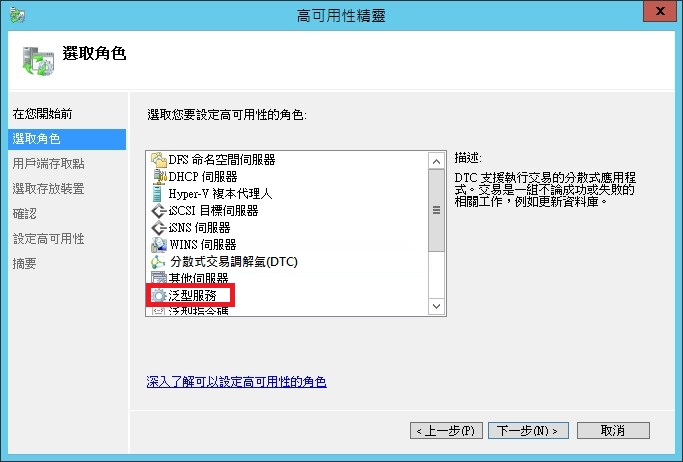 高可用性精靈
x
選取角色
在您開始前
選取角色
用戶端存取點
選取存放裝置
確認
設定高可用性
摘要
選取您要設定高可用性的角色:
DFS 命名空間伺服器
DHCP 伺服器
Hyper-V 複本代理人
iSCSI 目標伺服器
iSNS 伺服器
WINS 伺服器
分散式交易調解氫(DTC)
其他伺服器
泛型服務
泛型指令碼
描述:
DTC 支援執行交易的分散式應用程
式。交易是一組不論成功或失敗的
相關工作，例如更新資料庫。
深入了解可以設定高可用性的角色
< 上一步(P)
下一步(N) >
取消